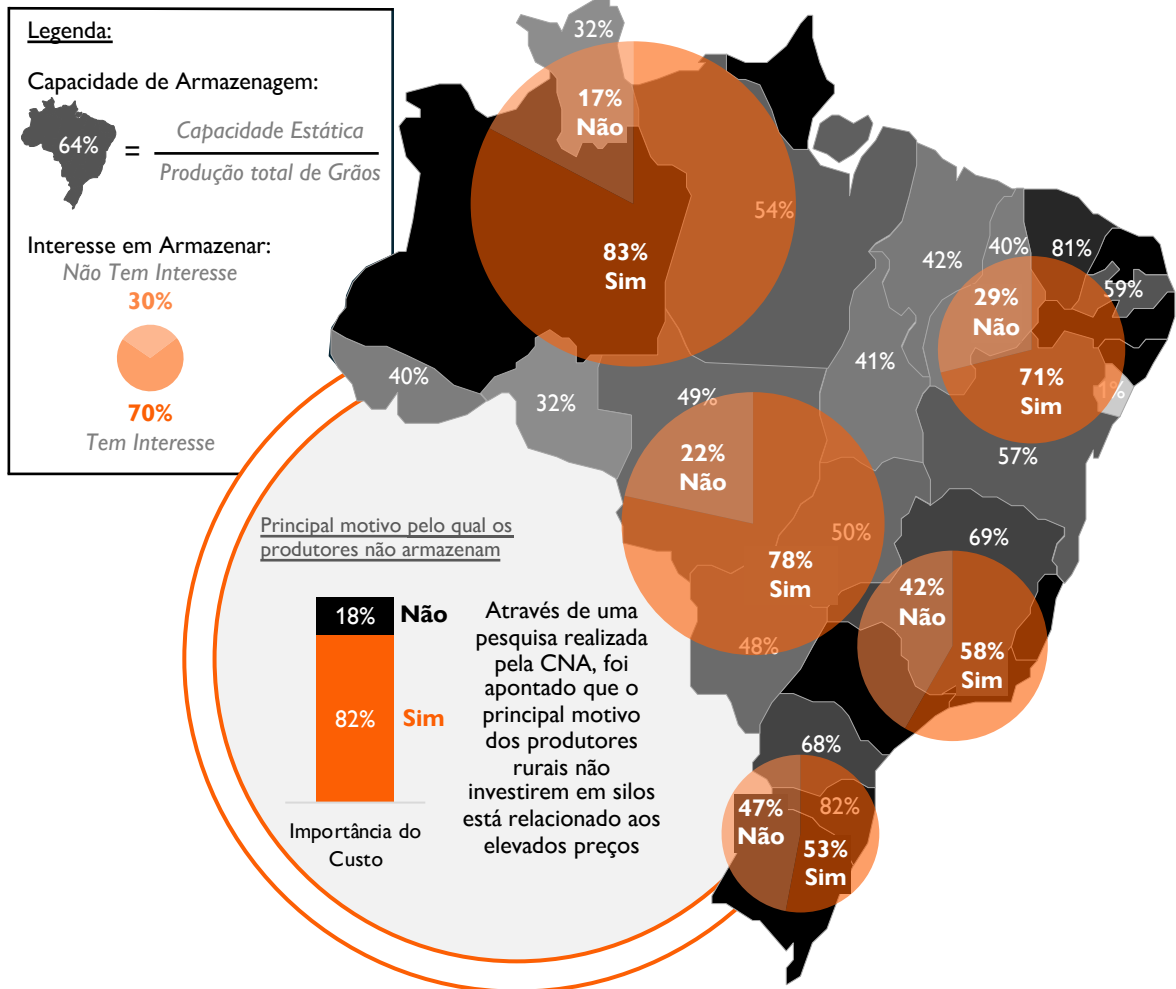 Legenda:
Capacidade de Armazenagem:
64%
=
Capacidade Estática
Produção total de Grãos
Interesse em Armazenar:
Não Tem Interesse
30%
70%
Tem Interesse
32%
17%
Não
83%
Sim
54%
42%
40%
81%
59%
29%
Não
71%
Sim
1%
41%
40%
32%
49%
57%
22%
Não
78%
Sim
50%
69%
48%
42%
Não
58%
Sim
68%
82%
47%
Não
53%
Sim
Principal motivo pelo qual os
produtores não armazenam
18%
Não
82%
Sim
Importância do
Custo
Através de uma
pesquisa realizada
pela CNA, foi
apontado que o
principal motivo
dos produtores
rurais não
investirem em silos
está relacionado aos
elevados preços